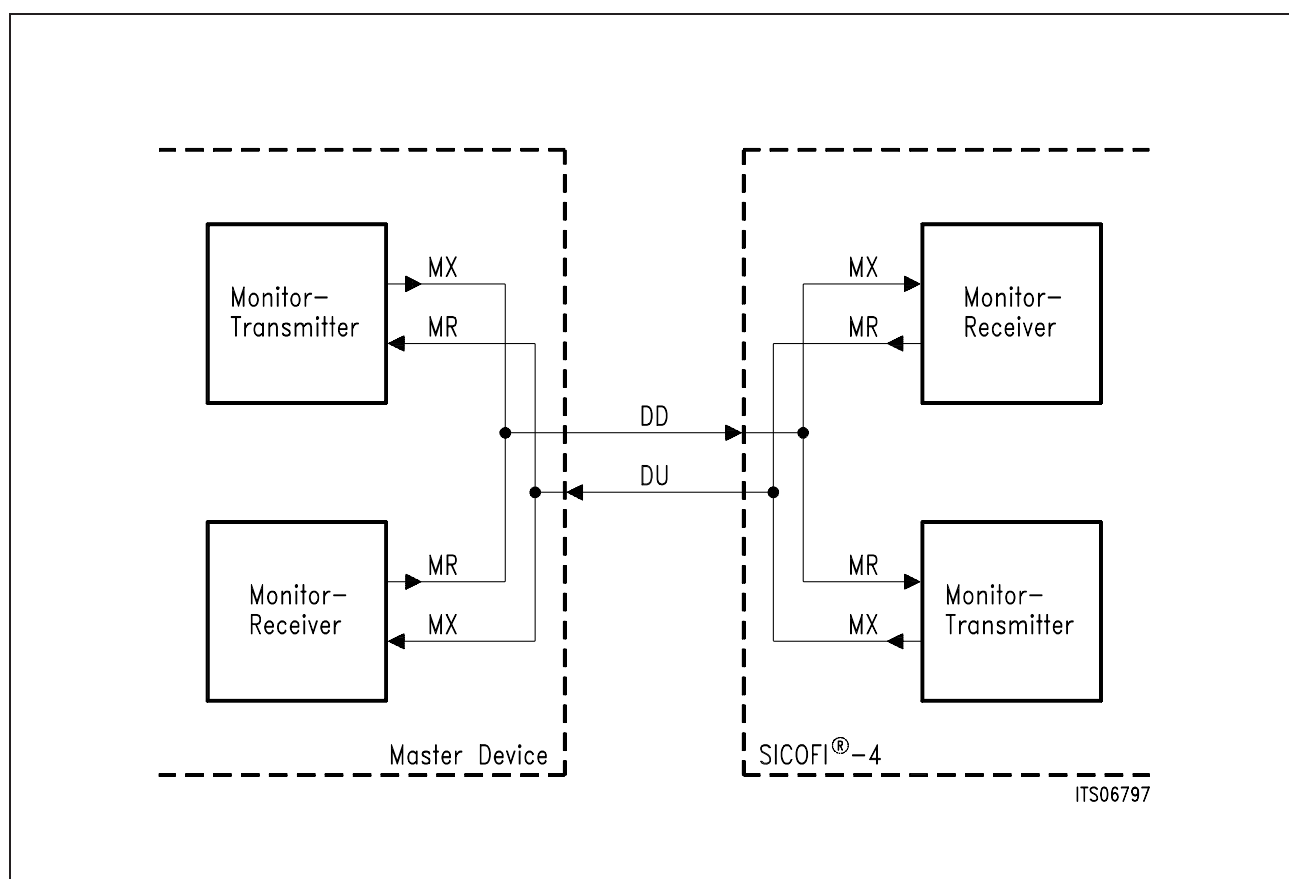 MX
MX
Monitor-
Transmitter
Monitor-
Receiver
MR
MR
DD
DU
MR
MR
Monitor-
Receiver
Monitor-
Transmitter
MX
MX
Master Device
SICOFI®-4
ITS06797